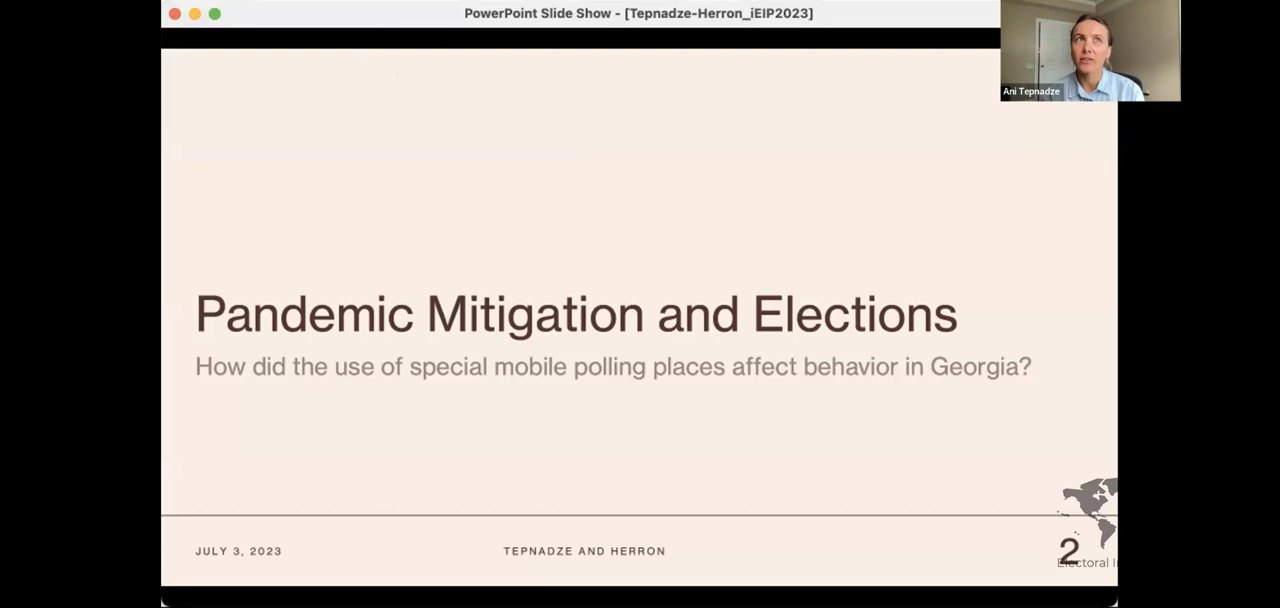 PowerPoint Slide Show - [Tepnadze-Herron_iEIP2023]
Ani Tepnadze
Pandemic Mitigation and Elections
How did the use of special mobile polling places affect behavior in Georgia?
JULY 3, 2023
TEPNADZE AND HERRON
2
Electoral